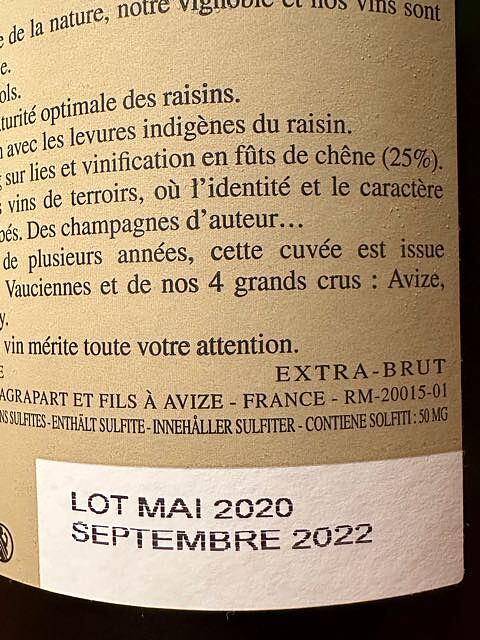 de la nature, notre vignoble et nos vins sont
e.
ols.
turité optimale des raisins.
avec les levures indigènes du raisin.
sur lies et vinification en fûts de chêne (25%).
vins de terroirs, où l'identité et le caractère
pés. Des champagnes d'auteur...
de plusieurs années, cette cuvée est issue
Vauciennes et de nos 4 grands crus : Avize,
y.
vin mérite toute votre attention.
E EXTRA-BRUT
AGRAPART ET FILS À AVIZE - FRANCE - RM-20015-01
NS SULFITES - ENTHÄLT SULFITE - INNEHÅLLER SULFITER - CONTIENE SOLFITI : 50 MG
LOT MAI 2020
SEPTEMBRE 2022